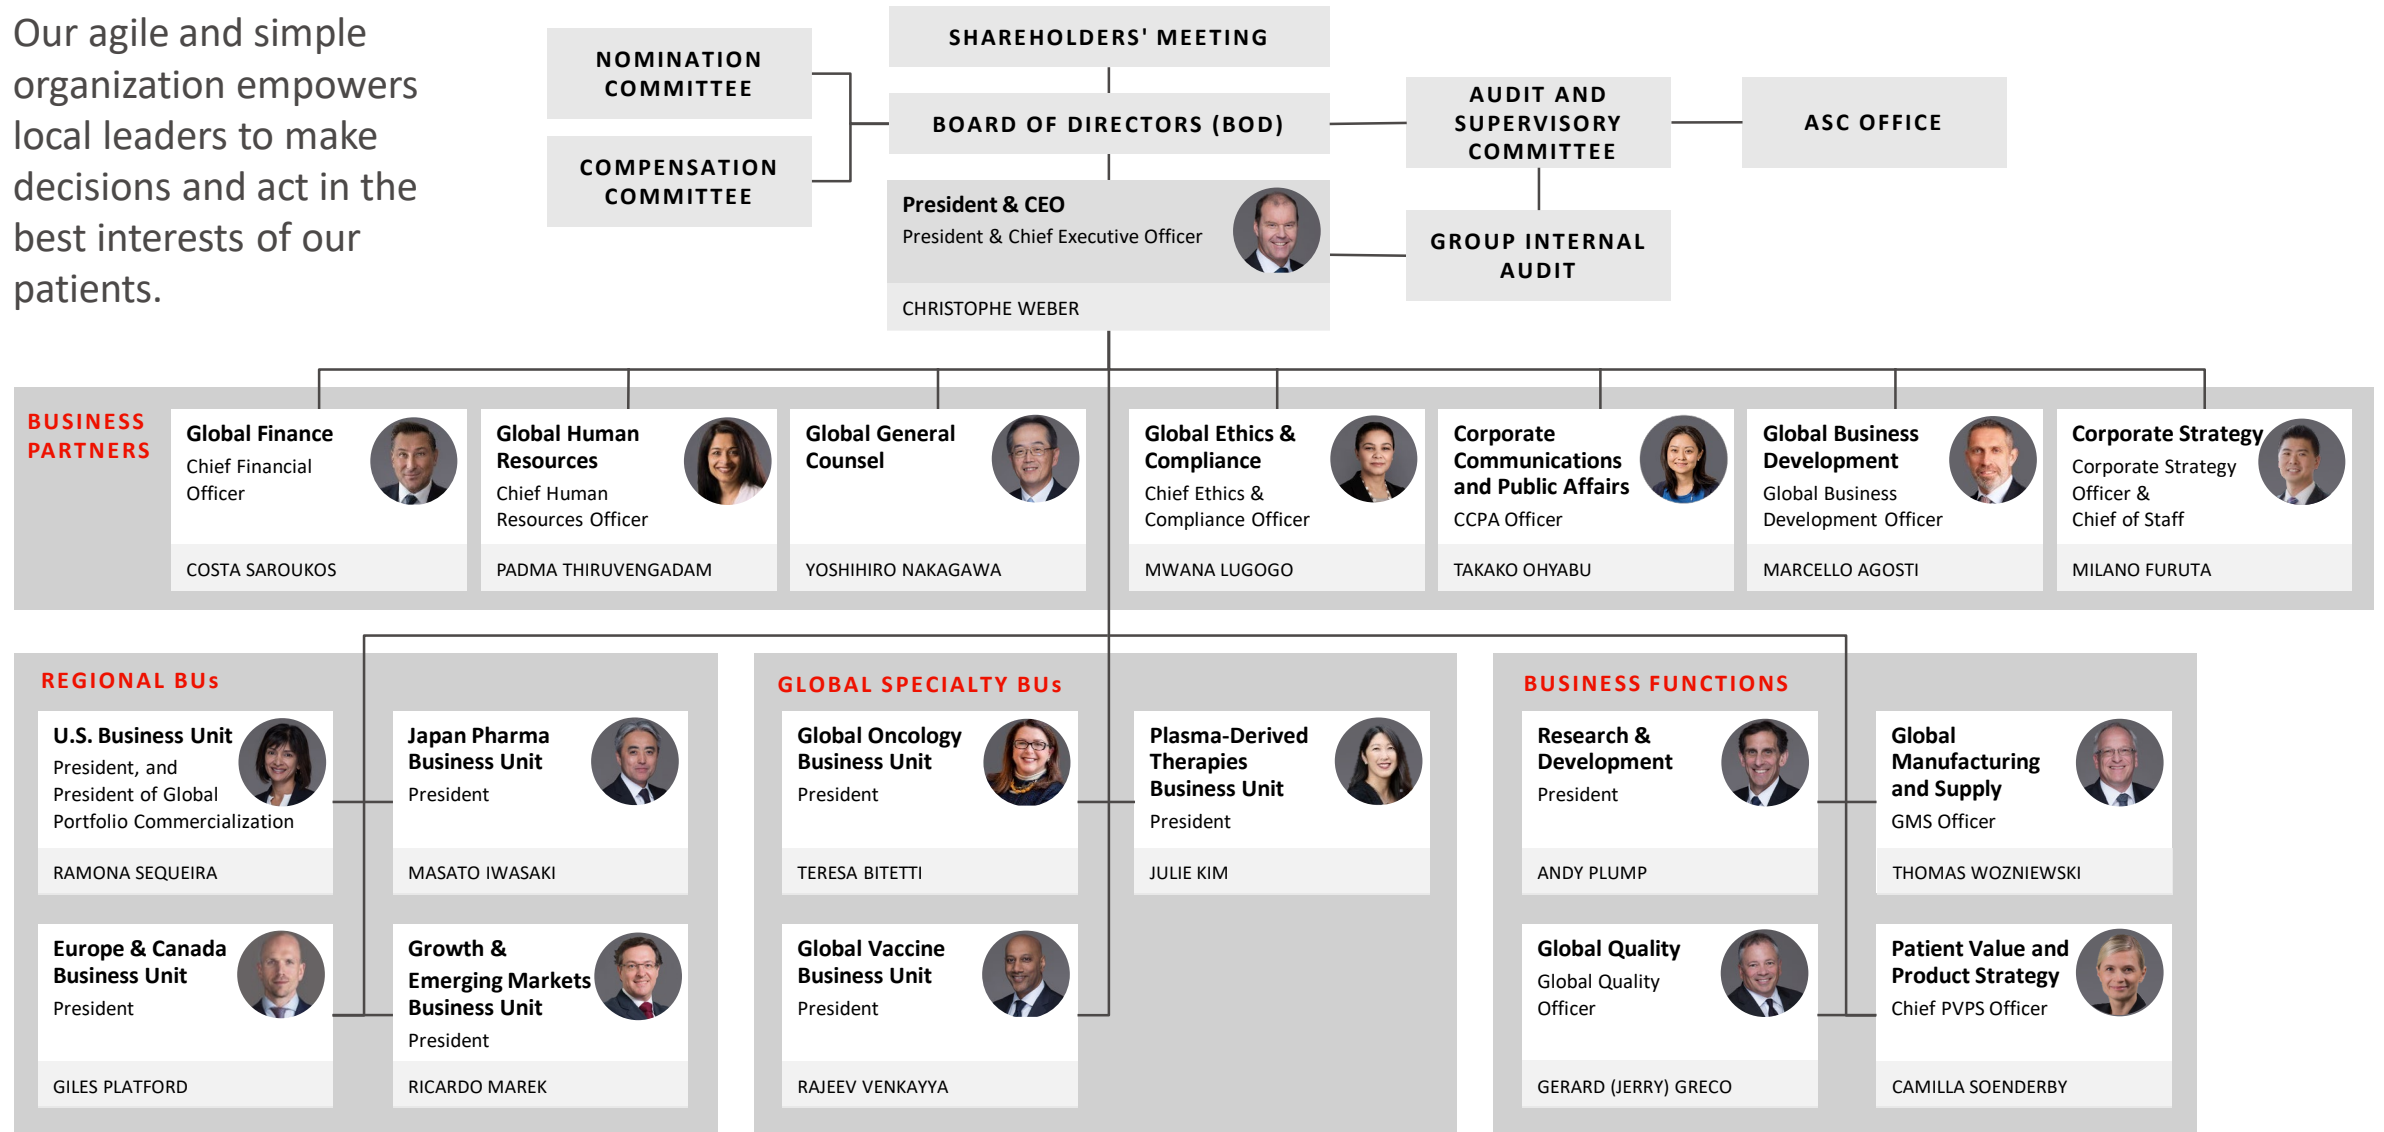 Our agile and simple
organization empowers
local leaders to make
decisions and act in the
best interests of our
patients.
NOMINATION
COMMITTEE
COMPENSATION
COMMITTEE
SHAREHOLDERS' MEETING
BOARD OF DIRECTORS (BOD)
AUDIT AND
SUPERVISORY
COMMITTEE
ASC OFFICE
GROUP INTERNAL
AUDIT
President & CEO
President & Chief Executive Officer
CHRISTOPHE WEBER
BUSINESS
PARTNERS
Global Finance
Chief Financial
Officer
COSTA SAROUKOS
Global Human
Resources
Chief Human
Resources Officer
PADMA THIRUVENGADAM
Global General
Counsel
YOSHIHIRO NAKAGAWA
Global Ethics &
Compliance
Chief Ethics &
Compliance Officer
MWANA LUGOGO
Corporate
Communications
and Public Affairs
CCPA Officer
TAKAKO OHYABU
Global Business
Development
Global Business
Development Officer
MARCELLO AGOSTI
Corporate Strategy
Corporate Strategy
Officer &
Chief of Staff
MILANO FURUTA
REGIONAL BUs
U.S. Business Unit
President, and
President of Global
Portfolio Commercialization
RAMONA SEQUEIRA
Japan Pharma
Business Unit
President
MASATO IWASAKI
Europe & Canada
Business Unit
President
GILES PLATFORD
Growth &
Emerging Markets
Business Unit
President
RICARDO MAREK
GLOBAL SPECIALTY BUs
Global Oncology
Business Unit
President
TERESA BITETTI
Plasma-Derived
Therapies
Business Unit
President
JULIE KIM
Global Vaccine
Business Unit
President
RAJEEV VENKAYYA
BUSINESS FUNCTIONS
Research &
Development
President
ANDY PLUMP
Global
Manufacturing
and Supply
GMS Officer
THOMAS WOZNIEWSKI
Global Quality
Global Quality
Officer
GERARD (JERRY) GRECO
Patient Value and
Product Strategy
Chief PVPS Officer
CAMILLA SOENDERBY